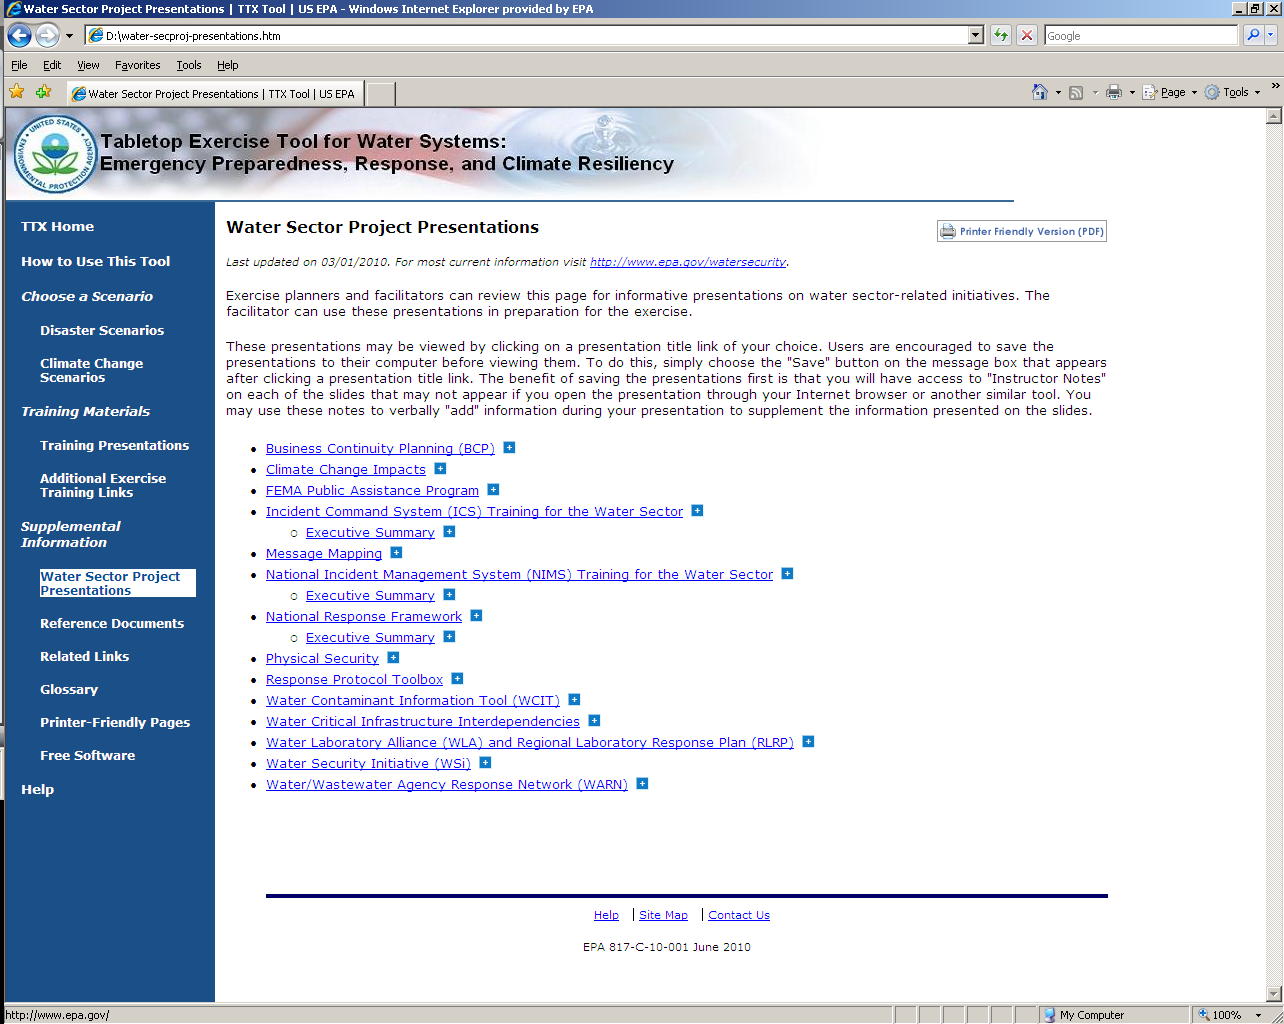 Water Sector Project Presentations | TTX Tool | US EPA - Windows Internet Explorer provided by EPA
D:\water-secproj-presentations.htm
Google
File Edit View Favorites Tools Help
Water Sector Project Presentations | TTX Tool | US EPA
Page Tools
UNITED STATES
ENVIRONMENTAL PROTECTION AGENCY
Tabletop Exercise Tool for Water Systems:
Emergency Preparedness, Response, and Climate Resiliency
TTX Home
How to Use This Tool
Choose a Scenario
Disaster Scenarios
Climate Change
Scenarios
Training Materials
Training Presentations
Additional Exercise
Training Links
Supplemental
Information
Water Sector Project
Presentations
Reference Documents
Related Links
Glossary
Printer-Friendly Pages
Free Software
Help
Water Sector Project Presentations
Printer Friendly Version (PDF)
Last updated on 03/01/2010. For most current information visit http://www.epa.gov/watersecurity.
Exercise planners and facilitators can review this page for informative presentations on water sector-related initiatives. The
facilitator can use these presentations in preparation for the exercise.
These presentations may be viewed by clicking on a presentation title link of your choice. Users are encouraged to save the
presentations to their computer before viewing them. To do this, simply choose the "Save" button on the message box that appears
after clicking a presentation title link. The benefit of saving the presentations first is that you will have access to "Instructor Notes"
on each of the slides that may not appear if you open the presentation through your Internet browser or another similar tool. You
may use these notes to verbally "add" information during your presentation to supplement the information presented on the slides.
Business Continuity Planning (BCP)
Climate Change Impacts
FEMA Public Assistance Program
Incident Command System (ICS) Training for the Water Sector
Executive Summary
Message Mapping
National Incident Management System (NIMS) Training for the Water Sector
Executive Summary
National Response Framework
Executive Summary
Physical Security
Response Protocol Toolbox
Water Contaminant Information Tool (WCIT)
Water Critical Infrastructure Interdependencies
Water Laboratory Alliance (WLA) and Regional Laboratory Response Plan (RLRP)
Water Security Initiative (WSi)
Water/Wastewater Agency Response Network (WARN)
Help | Site Map | Contact Us
EPA 817-C-10-001 June 2010
http://www.epa.gov/
My Computer
100%